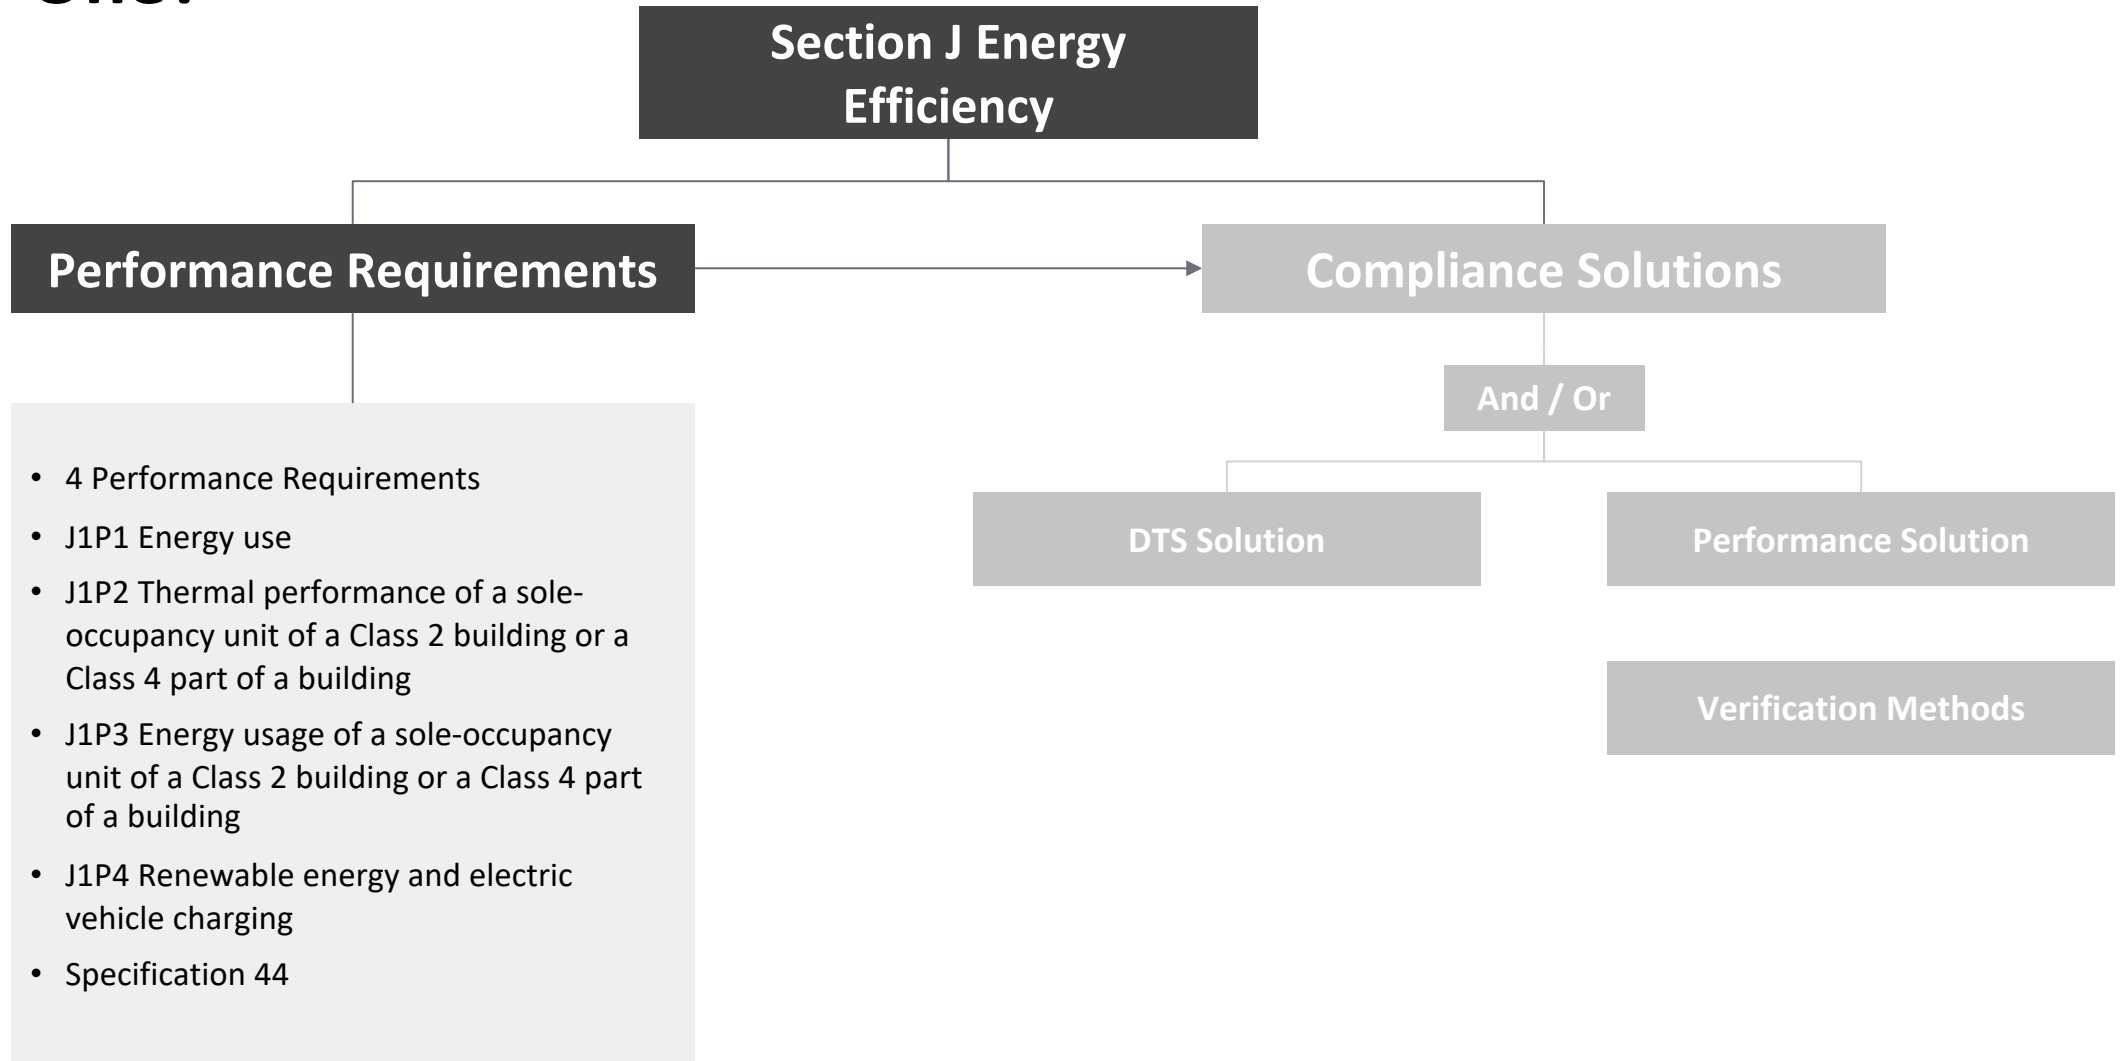 Section J Energy
Efficiency
Performance Requirements
Compliance Solutions
And / Or
DTS Solution
Performance Solution
Verification Methods
• 4 Performance Requirements
• J1P1 Energy use
• J1P2 Thermal performance of a sole-
occupancy unit of a Class 2 building or a
Class 4 part of a building
• J1P3 Energy usage of a sole-occupancy
unit of a Class 2 building or a Class 4 part
of a building
• J1P4 Renewable energy and electric
vehicle charging
• Specification 44